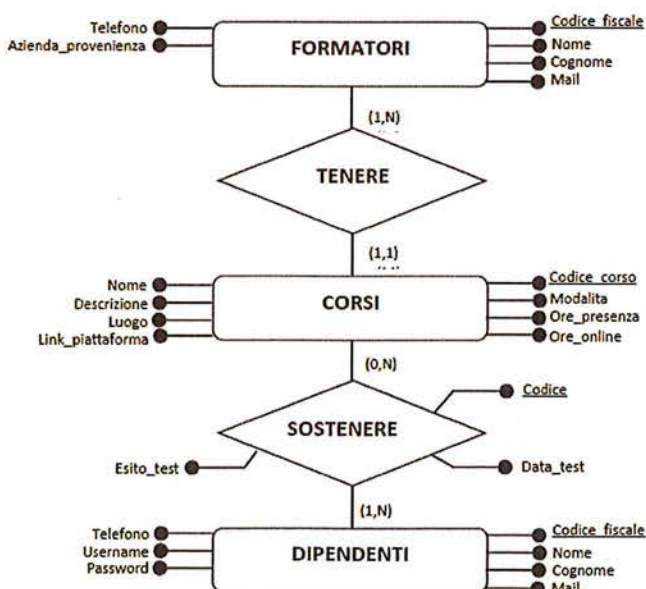 Telefono
Azienda_provenienza
FORMATORI
Codice_fiscale
Nome
Cognome
Mail
(1,N)
TENERE
(1,1)
Nome
Descrizione
Luogo
Link_piattaforma
CORSI
Codice_corso
Modalita
Ore_presenza
Ore_online
(0,N)
Codice
SOSTENERE
Esito_test
Data_test
(1,N)
Telefono
Username
Password
DIPENDENTI
Codice_fiscale
Nome
Cognome
Mail